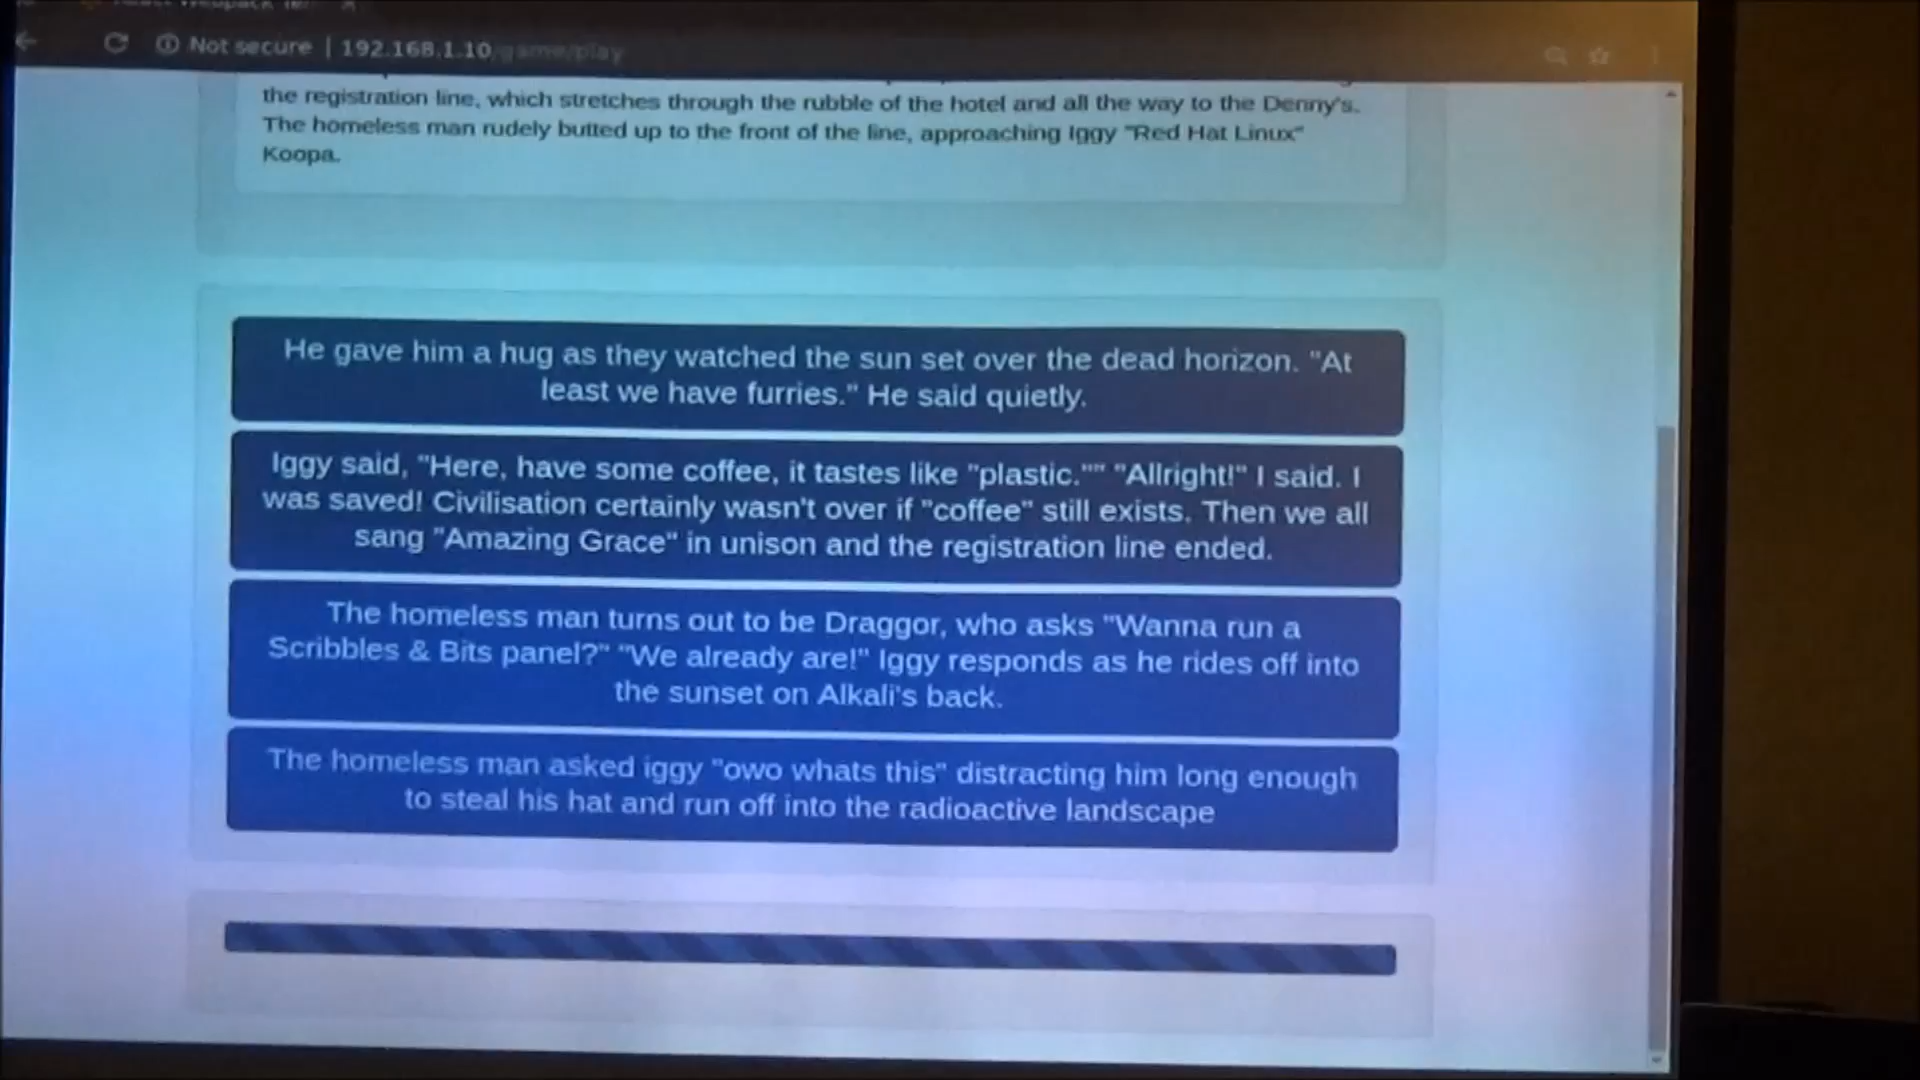 Not secure | 192.168.1.10/game/play
the registration line, which stretches through the rubble of the hotel and all the way to the Denny's.
The homeless man rudely butted up to the front of the line, approaching Iggy "Red Hat Linux"
Koopa.
He gave him a hug as they watched the sun set over the dead horizon. "At
least we have furries." He said quietly.
Iggy said, "Here, have some coffee, it tastes like "plastic."" "Allright!" I said. I
was saved! Civilisation certainly wasn't over if "coffee" still exists. Then we all
sang "Amazing Grace" in unison and the registration line ended.
The homeless man turns out to be Draggor, who asks "Wanna run a
Scribbles & Bits panel?" "We already are!" Iggy responds as he rides off into
the sunset on Alkali's back.
The homeless man asked iggy "owo whats this" distracting him long enough
to steal his hat and run off into the radioactive landscape